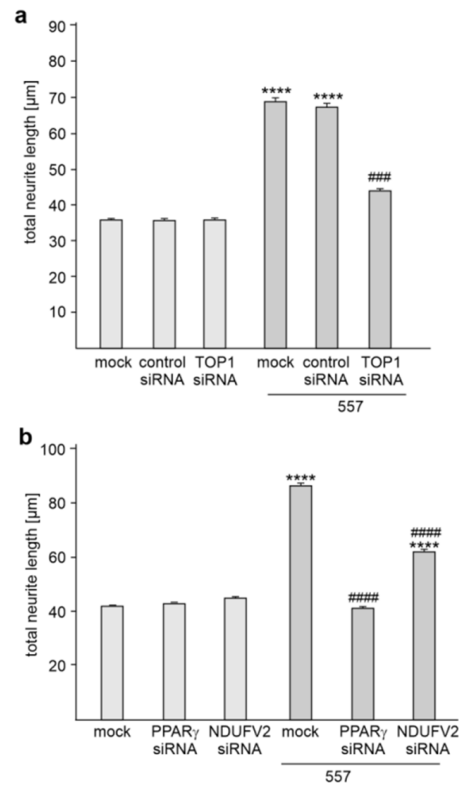 a
total neurite length [µm]
90
80
70
60
50
40
30
20
10
****
****
###
mock control TOP1 mock control TOP1
siRNA siRNA siRNA siRNA
557
b
total neurite length [µm]
100
80
60
40
20
****
####
####
****
mock PPARγ NDUFV2 mock PPARγ NDUFV2
siRNA siRNA siRNA siRNA
557